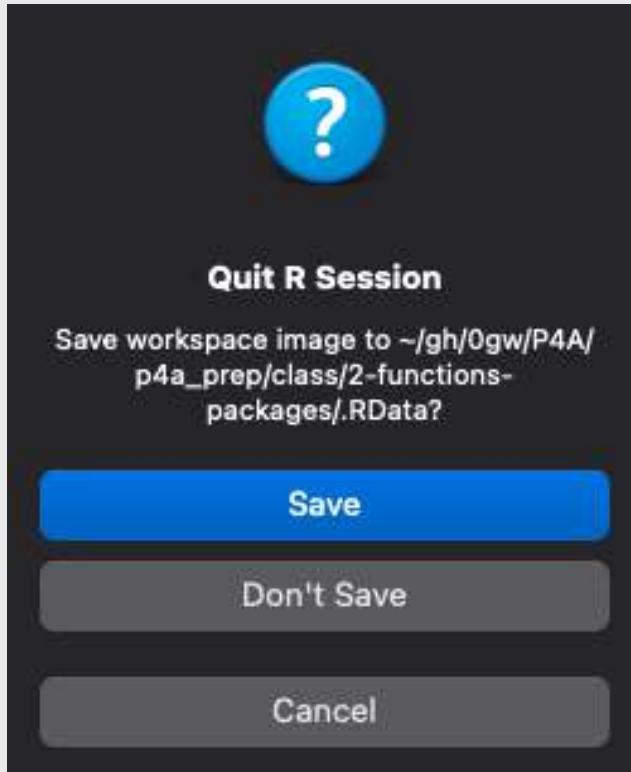 ?
Quit R Session
Save workspace image to ~/gh/0gw/P4A/
p4a_prep/class/2-functions-
packages/.RData?
Save
Don't Save
Cancel